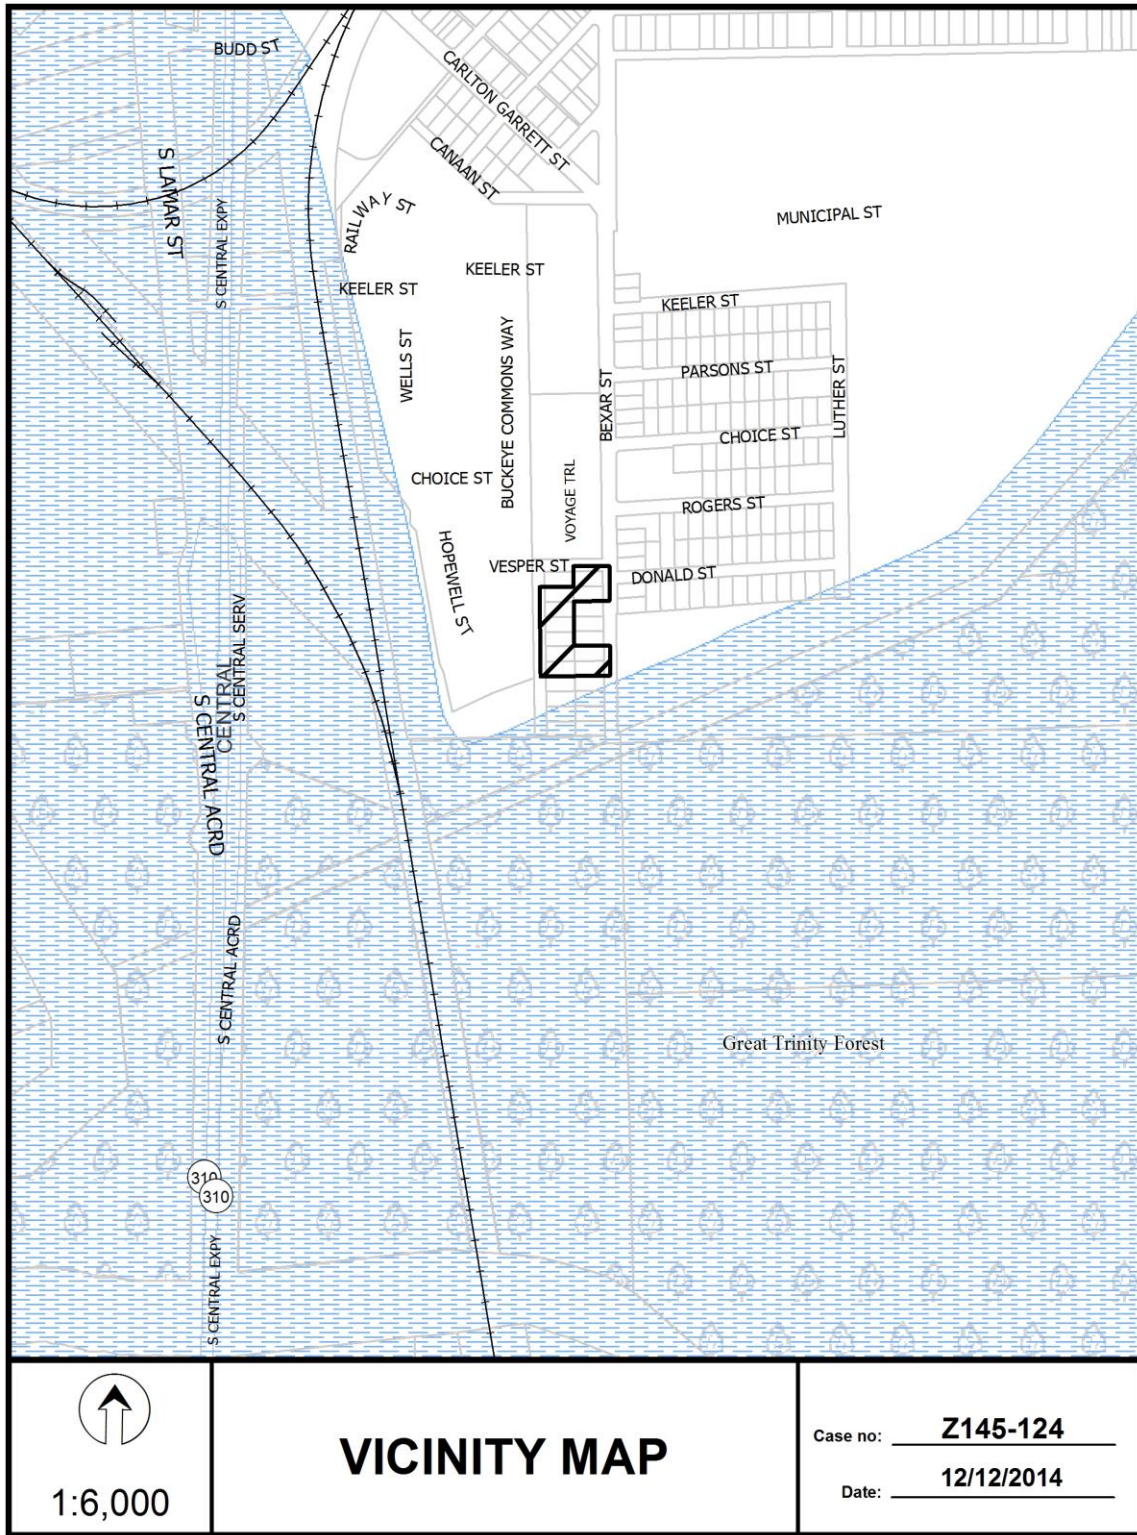 BUDD ST
CARLTON GARRETT ST
CANAAN ST
S LAMAR ST
RAILWAY ST
S CENTRAL EXPY
MUNICIPAL ST
KEELER ST
KEELER ST
KEELER ST
WELLS ST
BUCKEYE COMMONS WAY
BEXAR ST
PARSONS ST
LUTHER ST
CHOICE ST
CHOICE ST
VOYAGE TRL
ROGERS ST
HOPEWELL ST
VESPER ST
DONALD ST
S CENTRAL SERV
CENTRAL
S CENTRAL ACRD
S CENTRAL ACRD
Great Trinity Forest
310
310
S CENTRAL EXPY
1:6,000
VICINITY MAP
Case no: Z145-124
Date: 12/12/2014